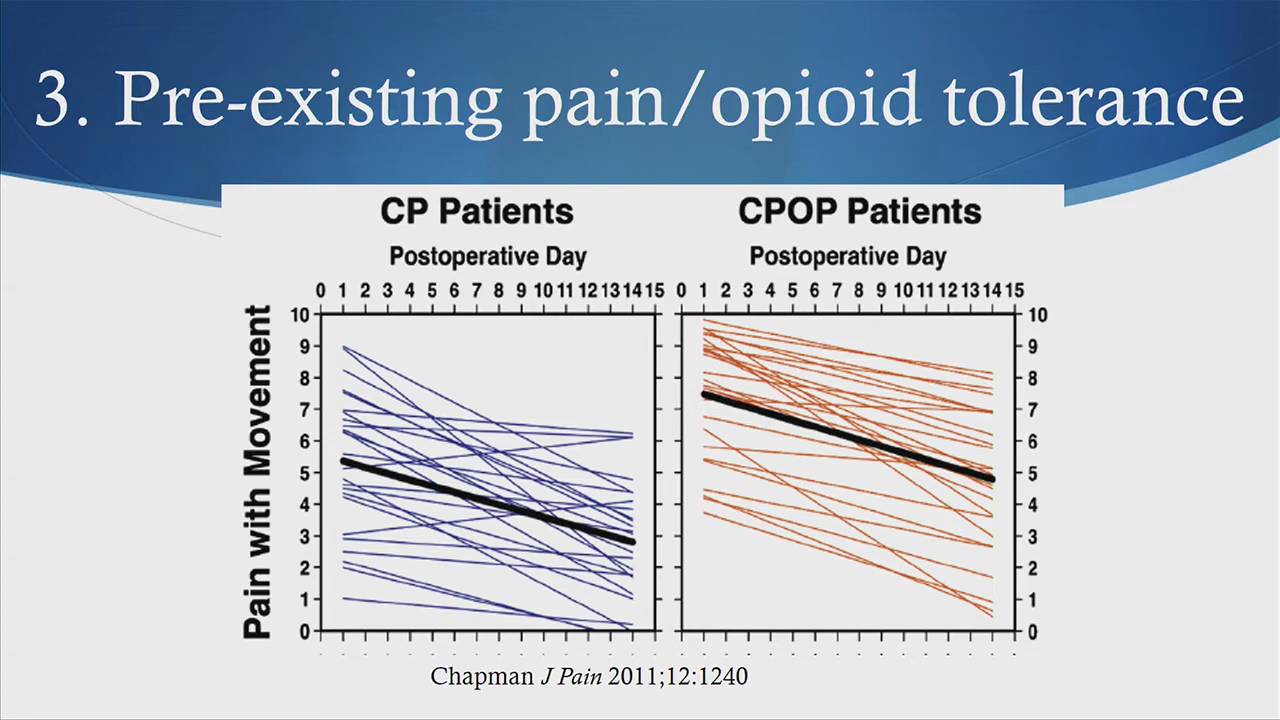 3. Pre-existing pain/opioid tolerance
CP Patients
CPOP Patients
Postoperative Day
Postoperative Day
0 1 2 3 4 5 6 7 8 9 10 11 12 13 14 15
0 1 2 3 4 5 6 7 8 9 10 11 12 13 14 15
Pain with Movement
10
9
8
7
6
5
4
3
2
1
0
10
9
8
7
6
5
4
3
2
1
0
Chapman J Pain 2011;12:1240